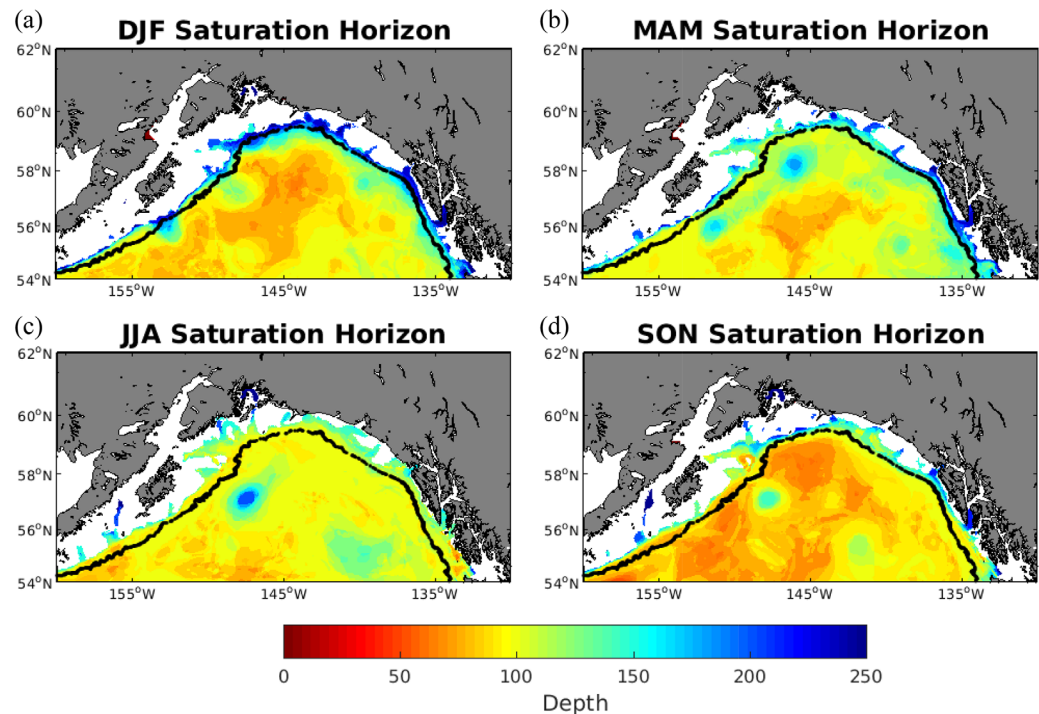 (a)
DJF Saturation Horizon
62°N
60°N
58°N
56°N
54°N
155°W
145°W
135°W
(b)
MAM Saturation Horizon
62°N
60°N
58°N
56°N
54°N
155°W
145°W
135°W
(c)
JJA Saturation Horizon
62°N
60°N
58°N
56°N
54°N
155°W
145°W
135°W
(d)
SON Saturation Horizon
62°N
60°N
58°N
56°N
54°N
155°W
145°W
135°W
0 50 100 150 200 250
Depth